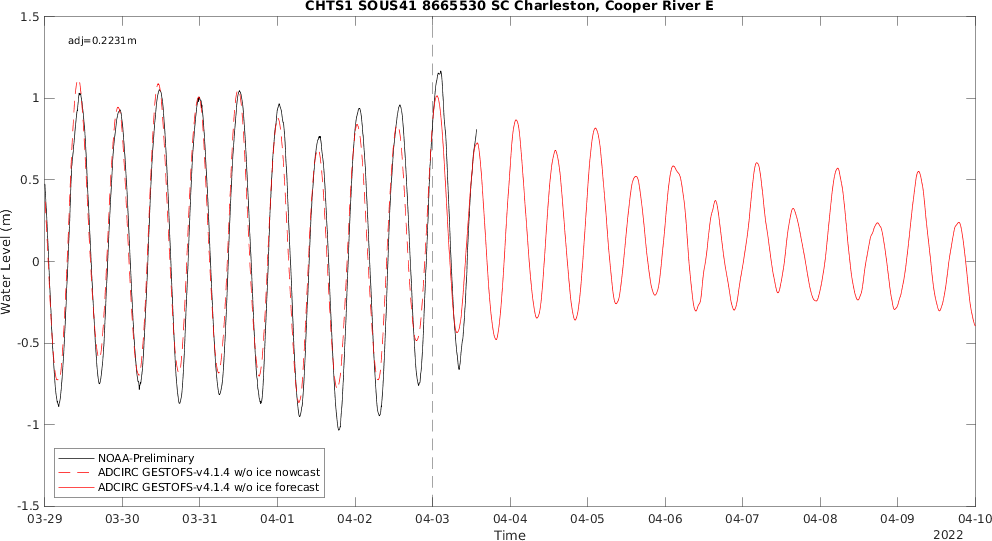 CHTS1 SOUS41 8665530 SC Charleston, Cooper River E
adj=0.2231m
1.5
1
0.5
0
-0.5
-1
-1.5
Water Level (m)
NOAA-Preliminary
ADCIRC GESTOFS-v4.1.4 w/o ice nowcast
ADCIRC GESTOFS-v4.1.4 w/o ice forecast
03-29 03-30 03-31 04-01 04-02 04-03 04-04 04-05 04-06 04-07 04-08 04-09 04-10
Time
2022